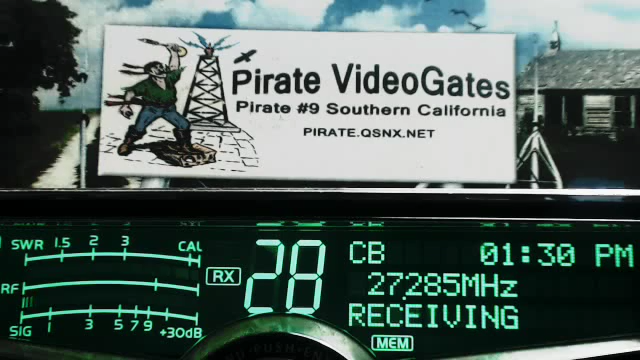 Pirate VideoGates
Pirate #9 Southern California
PIRATE.QSNX.NET
SWR 1.5 2 3 CAL
RF
SIG 1 3 5 7 9 +30dB
RX
28
CB 01:30 PM
27285MHz
RECEIVING
MEM